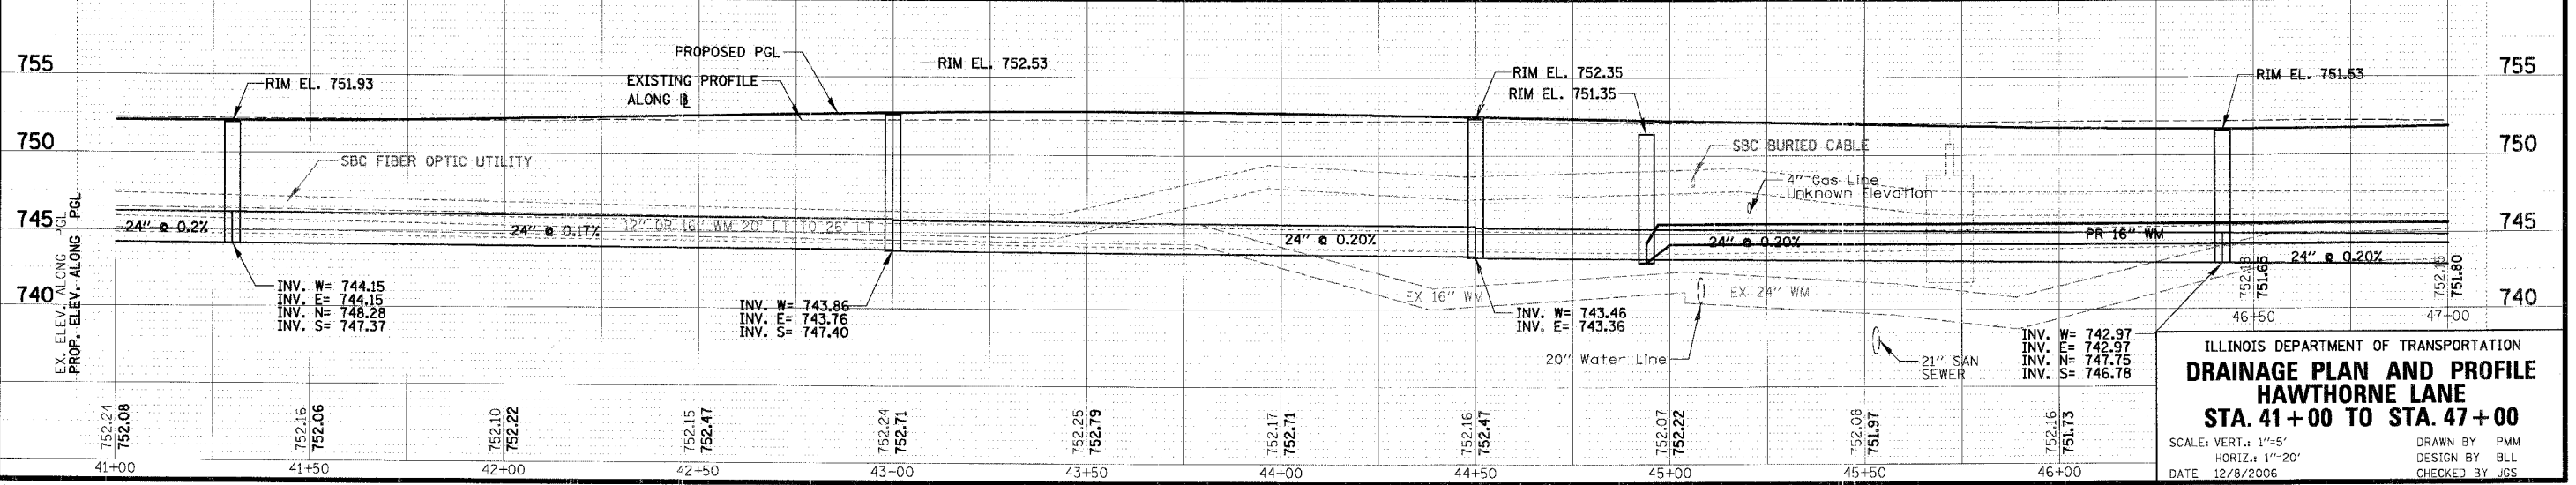 755
750
745
740
EX. ELEV. ALONG PGL
PROP. ELEV. ALONG PGL
RIM EL. 751.93
PROPOSED PGL
EXISTING PROFILE
ALONG ℄
RIM EL. 752.53
RIM EL. 752.35
RIM EL. 751.35
RIM EL. 751.53
755
750
745
740
SBC FIBER OPTIC UTILITY
SBC BURIED CABLE
4" Gas Line
Unknown Elevation
24" @ 0.2%
24" @ 0.17%
12" OR 16" WM 20' LT TO 26' LT
24" @ 0.20%
24" @ 0.20%
PR 16" WM
24" @ 0.20%
INV. W= 744.15
INV. E= 744.15
INV. N= 748.28
INV. S= 747.37
INV. W= 743.86
INV. E= 743.76
INV. S= 747.40
EX 16" WM
EX 24" WM
INV. W= 743.46
INV. E= 743.36
20" Water Line
21" SAN
SEWER
INV. W= 742.97
INV. E= 742.97
INV. N= 747.75
INV. S= 746.78
751.65
752.15
751.80
46+50
47+00
752.24
752.08
752.16
752.06
752.10
752.22
752.15
752.47
752.24
752.71
752.25
752.79
752.17
752.71
752.16
752.47
752.07
752.22
752.08
751.97
752.16
751.73
41+00
41+50
42+00
42+50
43+00
43+50
44+00
44+50
45+00
45+50
46+00
ILLINOIS DEPARTMENT OF TRANSPORTATION
DRAINAGE PLAN AND PROFILE
HAWTHORNE LANE
STA. 41+00 TO STA. 47+00
SCALE: VERT.: 1"=5'
HORIZ.: 1"=20'
DATE 12/8/2006
DRAWN BY PMM
DESIGN BY BLL
CHECKED BY JGS